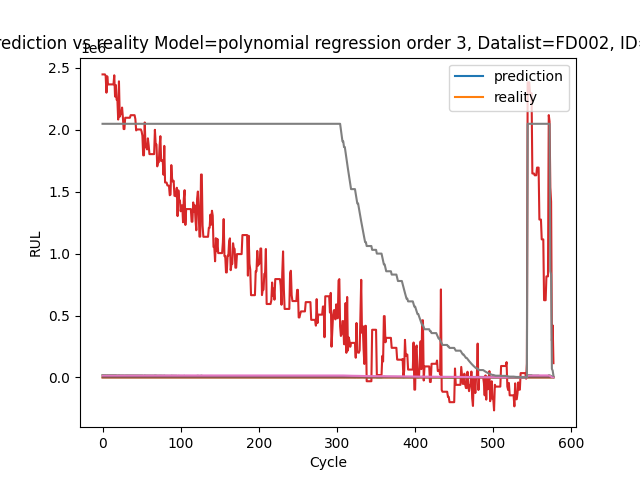 rediction vs reality Model=polynomial regression order 3, Datalist=FD002, ID=
1e6
2.5
2.0
1.5
1.0
0.5
0.0
RUL
prediction
reality
0 100 200 300 400 500 600
Cycle